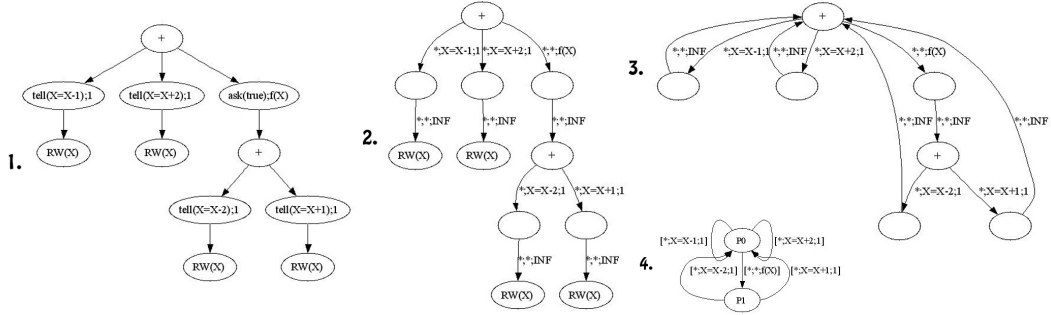 1.
+
tell(X=X-1);1
tell(X=X+2);1
ask(true);f(X)
RW(X)
RW(X)
+
tell(X=X-2);1
tell(X=X+1);1
RW(X)
RW(X)
2.
+
*;X=X-1;1
*;X=X+2;1
*;*;f(X)
*;*;INF
*;*;INF
*;*;INF
RW(X)
RW(X)
+
*;X=X-2;1
*;X=X+1;1
*;*;INF
*;*;INF
RW(X)
RW(X)
3.
+
*;*;INF
*;X=X-1;1
*;*;INF
*;X=X+2;1
*;*;f(X)
*;*;INF
*;*;INF
*;*;INF
+
*;X=X-2;1
*;X=X+1;1
4.
P0
[*;X=X-1;1]
[*;X=X+2;1]
[*;X=X-2;1]
[*;*;f(X)]
[*;X=X+1;1]
P1